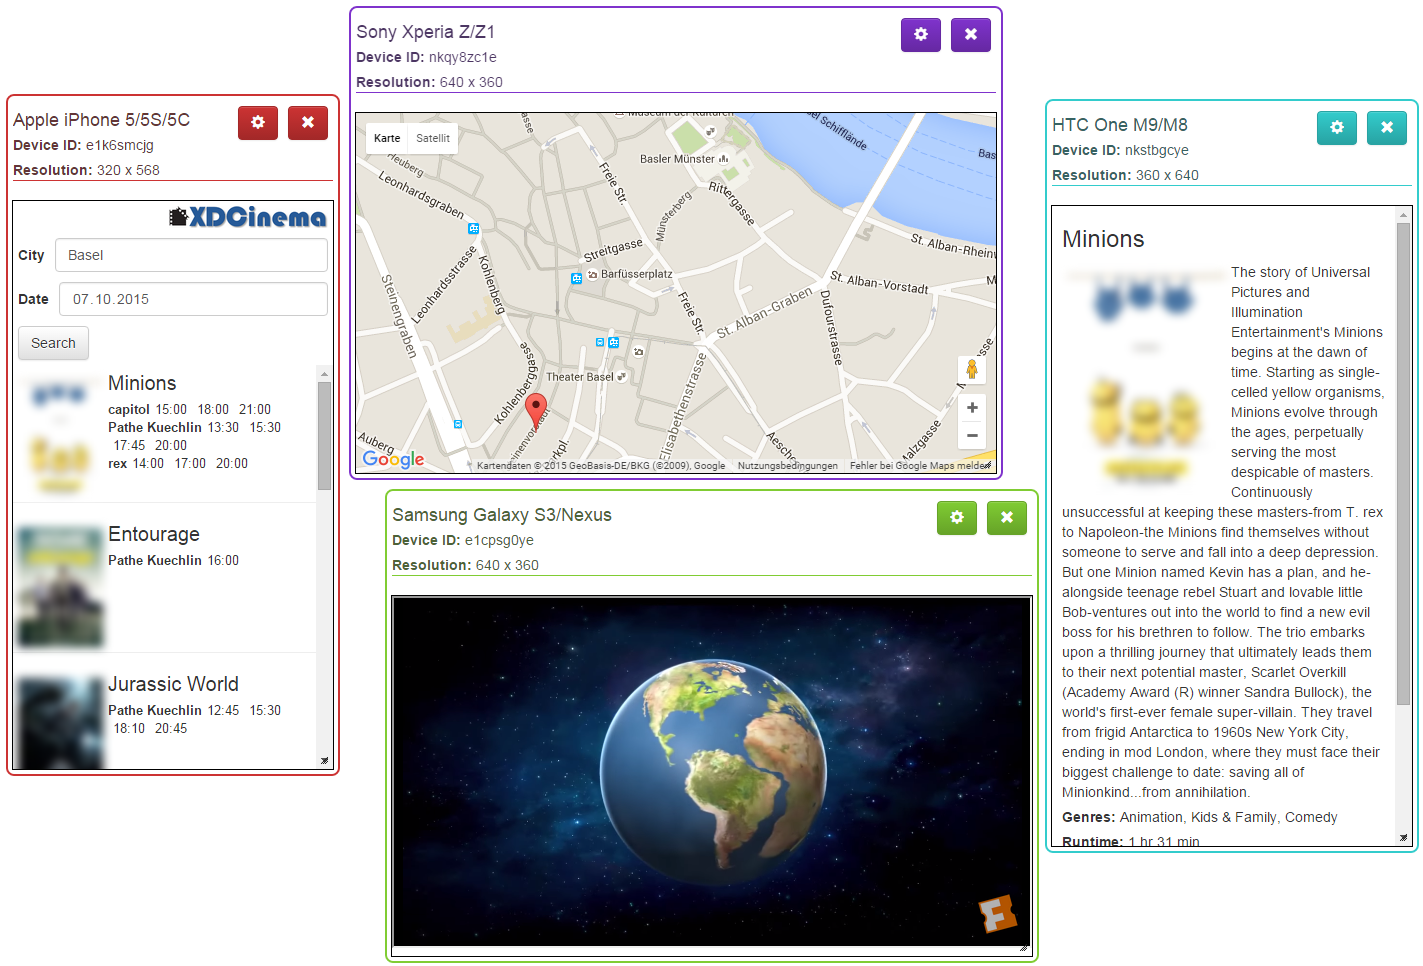 Apple iPhone 5/5S/5C
Device ID: e1k6smcjg
Resolution: 320 x 568
XDCinema
City Basel
Date 07.10.2015
Search
Minions
capitol 15:00 18:00 21:00
Pathe Kuechlin 13:30 15:30
17:45 20:00
rex 14:00 17:00 20:00
Entourage
Pathe Kuechlin 16:00
Jurassic World
Pathe Kuechlin 12:45 15:30
18:10 20:45
Sony Xperia Z/Z1
Device ID: nkqy8zc1e
Resolution: 640 x 360
Karte Satellit
Museum der Kulturen
Basler Münster
Schifflände
Bas
Heuberg
Leonhardsgraben
Freie Str.
Rittergasse
Münsterberg
St. Alban-Rheinw
Streitgasse
Barfüsserplatz
Leonhardsstrasse
Kohlenberg
Steinengraben
St. Alban-Vorstadt
Freie Str.
St. Alban-Graben
Dufourstrasse
Kohlenberggasse
Theater Basel
Elisabethenstrasse
Auberg
Aesche
Malzgasse
Google
Kartendaten © 2015 GeoBasis-DE/BKG (©2009), Google Nutzungsbedingungen Fehler bei Google Maps melden
Samsung Galaxy S3/Nexus
Device ID: e1cpsg0ye
Resolution: 640 x 360
F
HTC One M9/M8
Device ID: nkstbgcye
Resolution: 360 x 640
Minions
The story of Universal
Pictures and
Illumination
Entertainment's Minions
begins at the dawn of
time. Starting as single-
celled yellow organisms,
Minions evolve through
the ages, perpetually
serving the most
despicable of masters.
Continuously
unsuccessful at keeping these masters-from T. rex
to Napoleon-the Minions find themselves without
someone to serve and fall into a deep depression.
But one Minion named Kevin has a plan, and he-
alongside teenage rebel Stuart and lovable little
Bob-ventures out into the world to find a new evil
boss for his brethren to follow. The trio embarks
upon a thrilling journey that ultimately leads them
to their next potential master, Scarlet Overkill
(Academy Award (R) winner Sandra Bullock), the
world's first-ever female super-villain. They travel
from frigid Antarctica to 1960s New York City,
ending in mod London, where they must face their
biggest challenge to date: saving all of
Minionkind...from annihilation.
Genres: Animation, Kids & Family, Comedy
Runtime: 1 hr 31 min